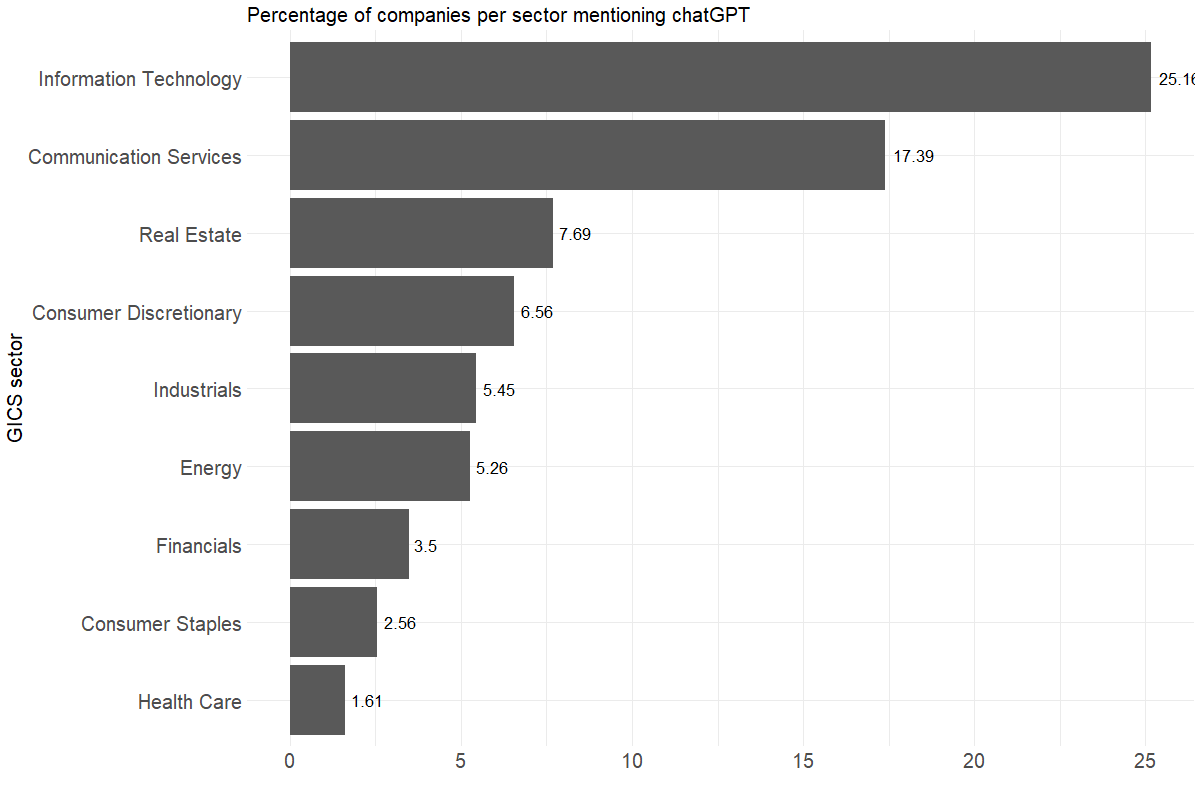 Percentage of companies per sector mentioning chatGPT
GICS sector
Information Technology 25.16
Communication Services 17.39
Real Estate 7.69
Consumer Discretionary 6.56
Industrials 5.45
Energy 5.26
Financials 3.5
Consumer Staples 2.56
Health Care 1.61
0 5 10 15 20 25